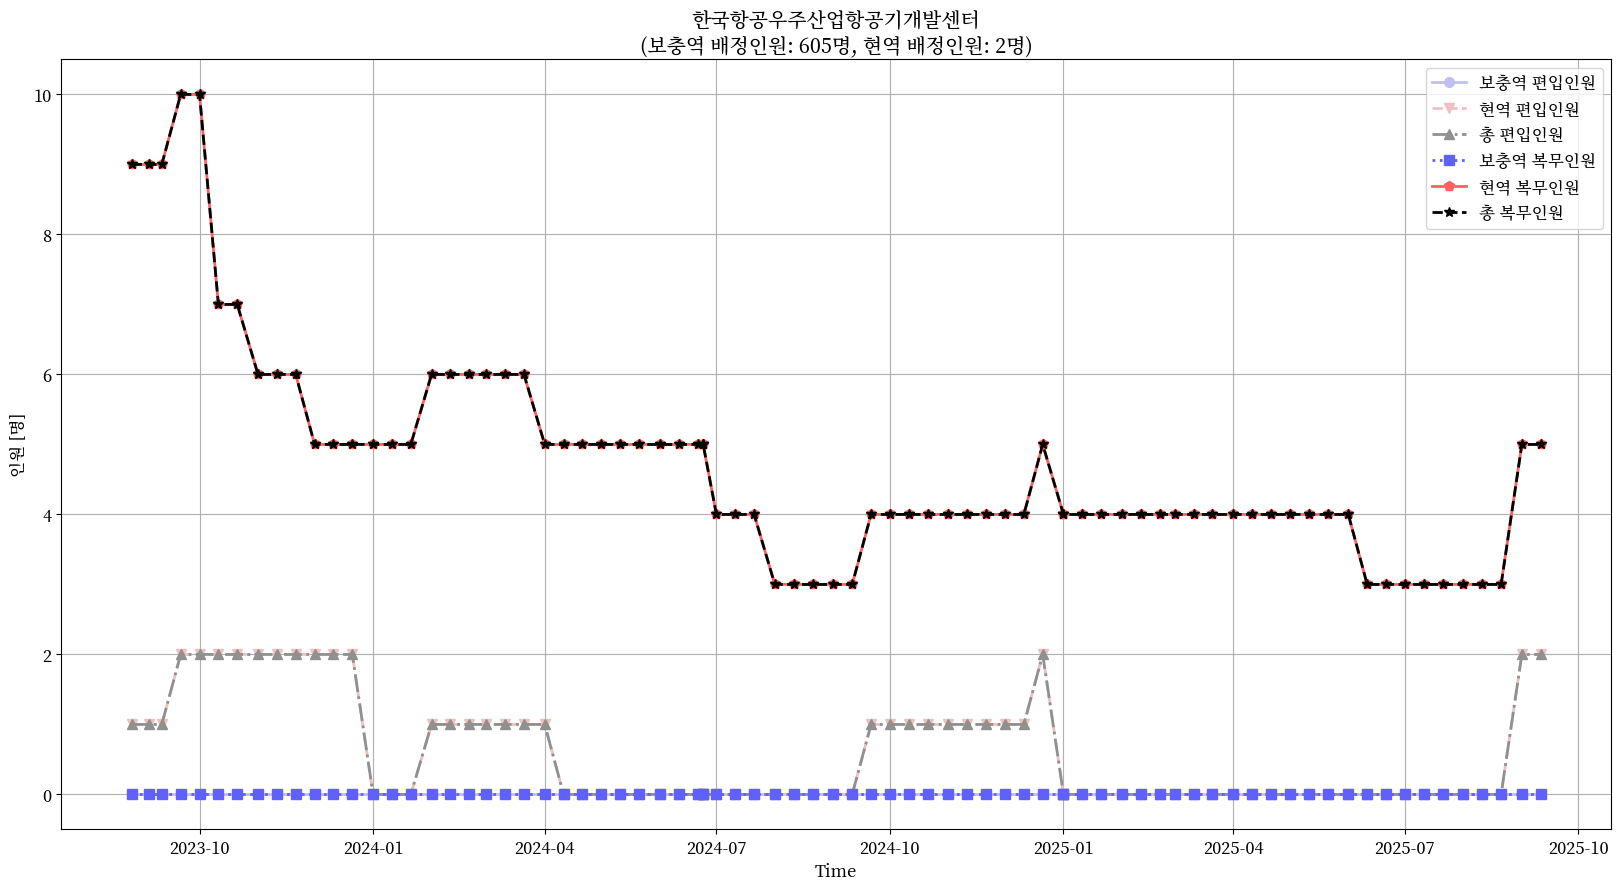 한국항공우주산업항공기개발센터
(보충역 배정인원: 605명, 현역 배정인원: 2명)
인원 [명]
10
8
6
4
2
0
보충역 편입인원
현역 편입인원
총 편입인원
보충역 복무인원
현역 복무인원
총 복무인원
2023-10
2024-01
2024-04
2024-07
2024-10
2025-01
2025-04
2025-07
2025-10
Time